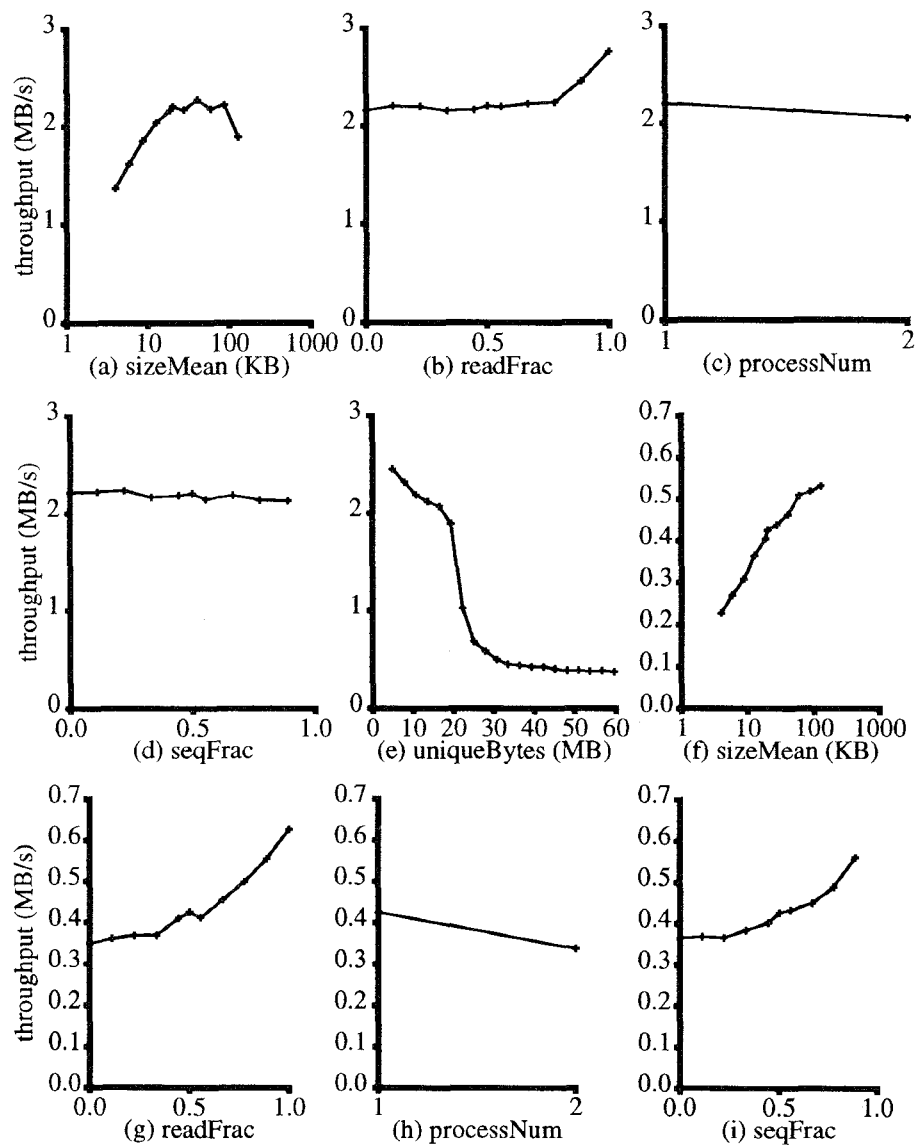 3
2
1
0
throughput (MB/s)
1 10 100 1000
(a) sizeMean (KB)
3
2
1
0
0.0 0.5 1.0
(b) readFrac
3
2
1
0
1 2
(c) processNum
3
2
1
0
throughput (MB/s)
0.0 0.5 1.0
(d) seqFrac
3
2
1
0
0 10 20 30 40 50 60
(e) uniqueBytes (MB)
0.7
0.6
0.5
0.4
0.3
0.2
0.1
0.0
1 10 100 1000
(f) sizeMean (KB)
0.7
0.6
0.5
0.4
0.3
0.2
0.1
0.0
throughput (MB/s)
0.0 0.5 1.0
(g) readFrac
0.7
0.6
0.5
0.4
0.3
0.2
0.1
0.0
1 2
(h) processNum
0.7
0.6
0.5
0.4
0.3
0.2
0.1
0.0
0.0 0.5 1.0
(i) seqFrac